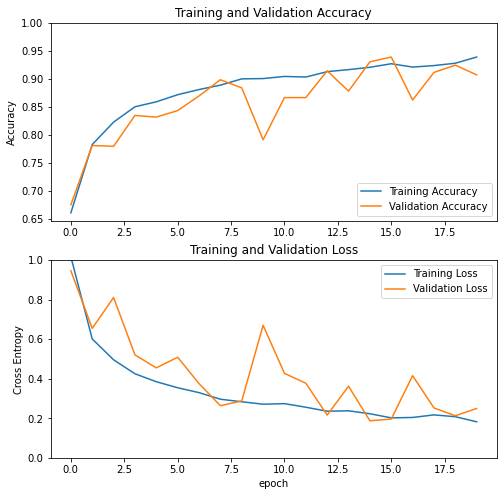 Training and Validation Accuracy
1.00
0.95
0.90
0.85
0.80
0.75
0.70
0.65
Accuracy
Training Accuracy
Validation Accuracy
0.0 2.5 5.0 7.5 10.0 12.5 15.0 17.5
Training and Validation Loss
1.0
0.8
0.6
0.4
0.2
0.0
Cross Entropy
Training Loss
Validation Loss
0.0 2.5 5.0 7.5 10.0 12.5 15.0 17.5
epoch